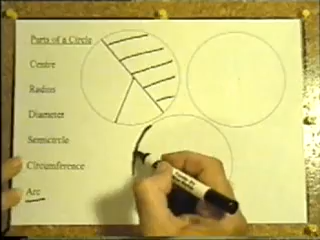 Parts of a Circle
Centre
Radius
Diameter
Semicircle
Circumference
Arc